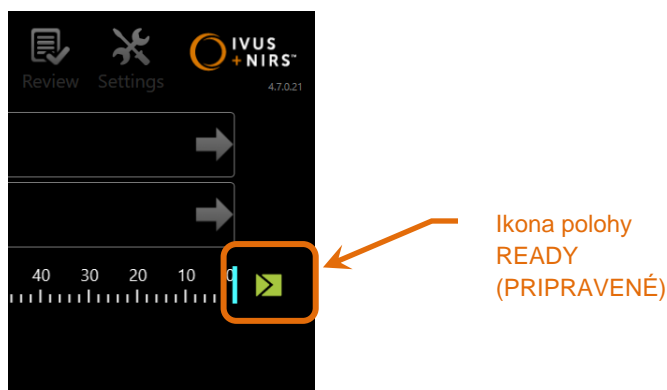 IVUS
+NIRS™
Review Settings
4.7.0.21
Ikona polohy
READY
(PRIPRAVENÉ)
40 30 20 10 0